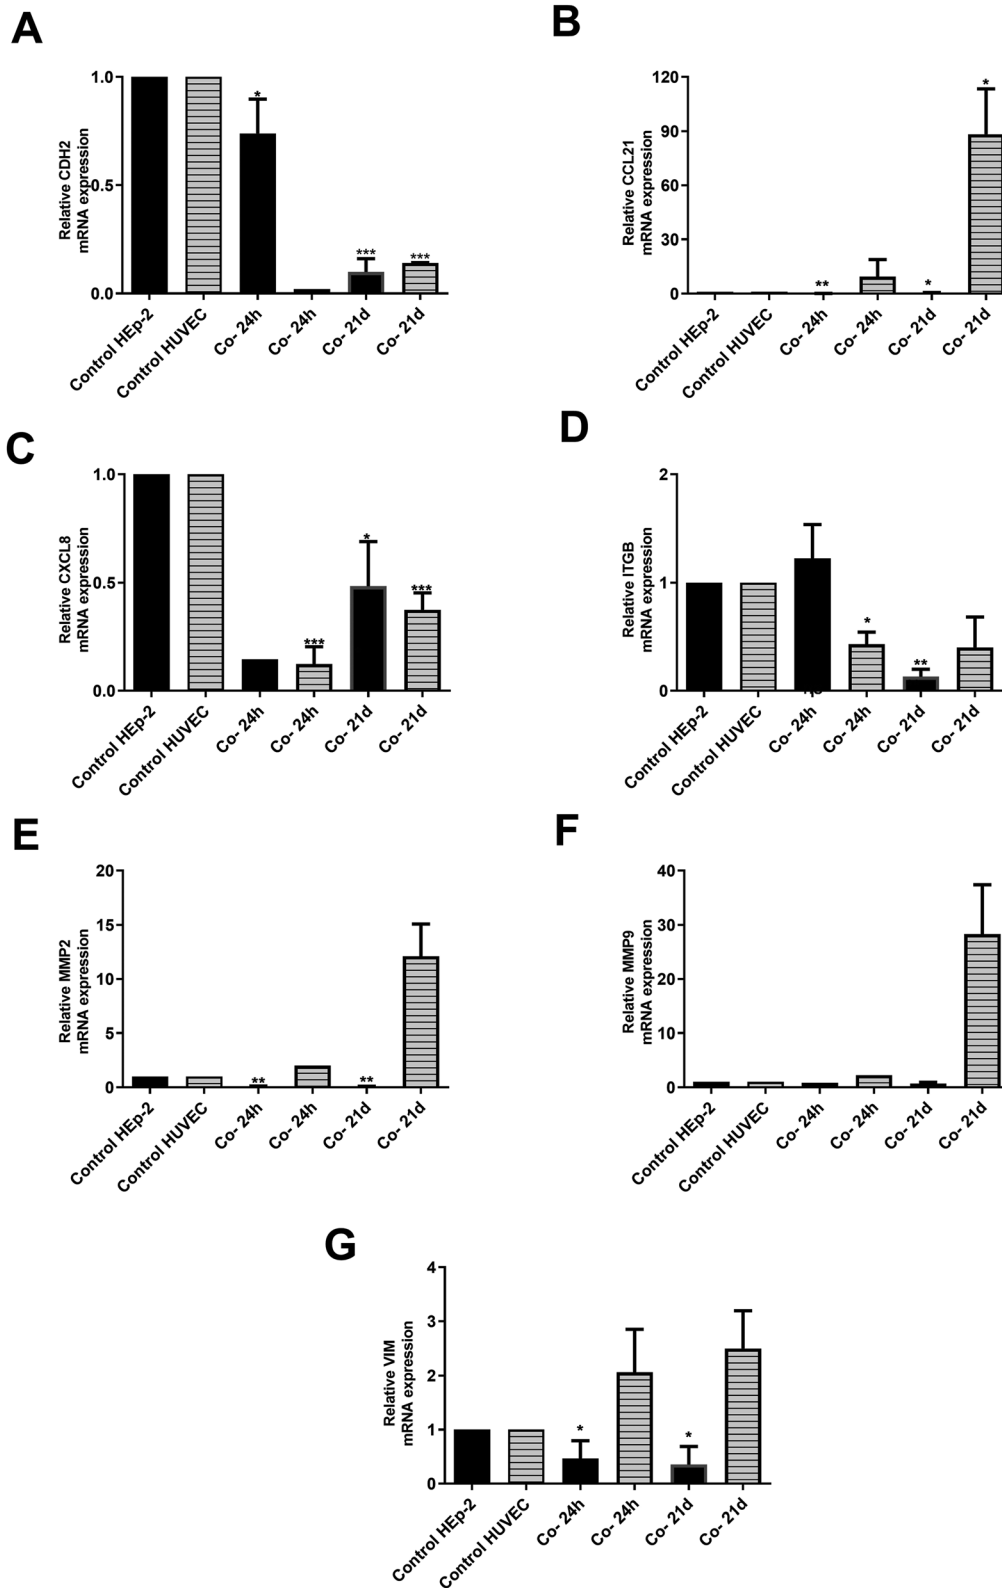 A
Relative CDH2
mRNA expression
1.0
0.5
0.0
*
***
***
Control HEp-2
Control HUVEC
Co- 24h
Co- 24h
Co- 21d
Co- 21d
B
Relative CCL21
mRNA expression
120
90
60
30
0
**
*
*
Control HEp-2
Control HUVEC
Co- 24h
Co- 24h
Co- 21d
Co- 21d
C
Relative CXCL8
mRNA expression
1.0
0.5
0.0
***
*
***
Control HEp-2
Control HUVEC
Co- 24h
Co- 24h
Co- 21d
Co- 21d
D
Relative ITGB
mRNA expression
2
1
0
*
**
Control HEp-2
Control HUVEC
Co- 24h
Co- 24h
Co- 21d
Co- 21d
E
Relative MMP2
mRNA expression
20
15
10
5
0
**
**
Control HEp-2
Control HUVEC
Co- 24h
Co- 24h
Co- 21d
Co- 21d
F
Relative MMP9
mRNA expression
40
30
20
10
0
Control HEp-2
Control HUVEC
Co- 24h
Co- 24h
Co- 21d
Co- 21d
G
Relative VIM
mRNA expression
4
3
2
1
0
*
*
Control HEp-2
Control HUVEC
Co- 24h
Co- 24h
Co- 21d
Co- 21d